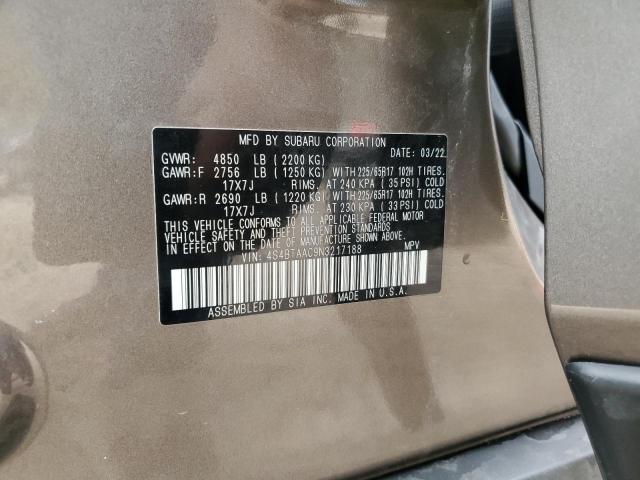 MFD BY SUBARU CORPORATION
GVWR: 4850 LB (2200 KG) DATE: 03/22
GAWR:F 2756 LB (1250 KG) WITH 225/65R17 102H TIRES.
17X7J RIMS. AT 240 KPA (35 PSI) COLD
GAWR:R 2690 LB (1220 KG) WITH 225/65R17 102H TIRES.
17X7J RIMS. AT 230 KPA (33 PSI) COLD
THIS VEHICLE CONFORMS TO ALL APPLICABLE FEDERAL MOTOR
VEHICLE SAFETY AND THEFT PREVENTION STANDARDS IN
EFFECT ON THE DATE OF MANUFACTURE SHOWN ABOVE.
VIN: 4S4BTAAC9N3217188 MPV
ASSEMBLED BY SIA INC. MADE IN U.S.A.